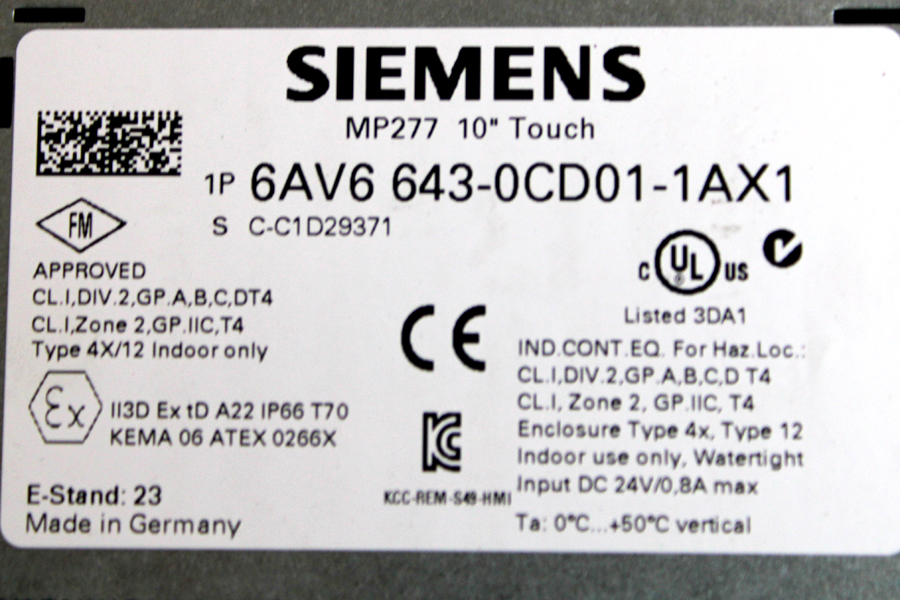 SIEMENS
MP277 10" Touch
1P 6AV6 643-0CD01-1AX1
S C-C1D29371
FM
APPROVED
CL.I,DIV.2,GP.A,B,C,DT4
CL.I,Zone 2,GP.IIC,T4
Type 4X/12 Indoor only
Ex II3D Ex tD A22 IP66 T70
KEMA 06 ATEX 0266X
E-Stand: 23
Made in Germany
CE
KC
KCC-REM-S49-HMI
C UL US
Listed 3DA1
IND.CONT.EQ. For Haz.Loc.:
CL.I,DIV.2,GP.A,B,C,D T4
CL.I, Zone 2, GP.IIC, T4
Enclosure Type 4x, Type 12
Indoor use only, Watertight
Input DC 24V/0,8A max
Ta: 0°C...+50°C vertical